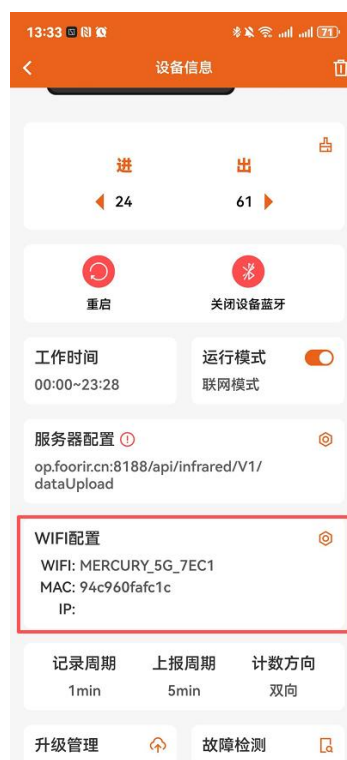 13:33 71
设备信息
进 出
24 61
重启 关闭设备蓝牙
工作时间 运行模式
00:00~23:28 联网模式
服务器配置
op.foorir.cn:8188/api/infrared/V1/
dataUpload
WIFI配置
WIFI: MERCURY_5G_7EC1
MAC: 94c960fafc1c
IP:
记录周期 上报周期 计数方向
1min 5min 双向
升级管理 故障检测